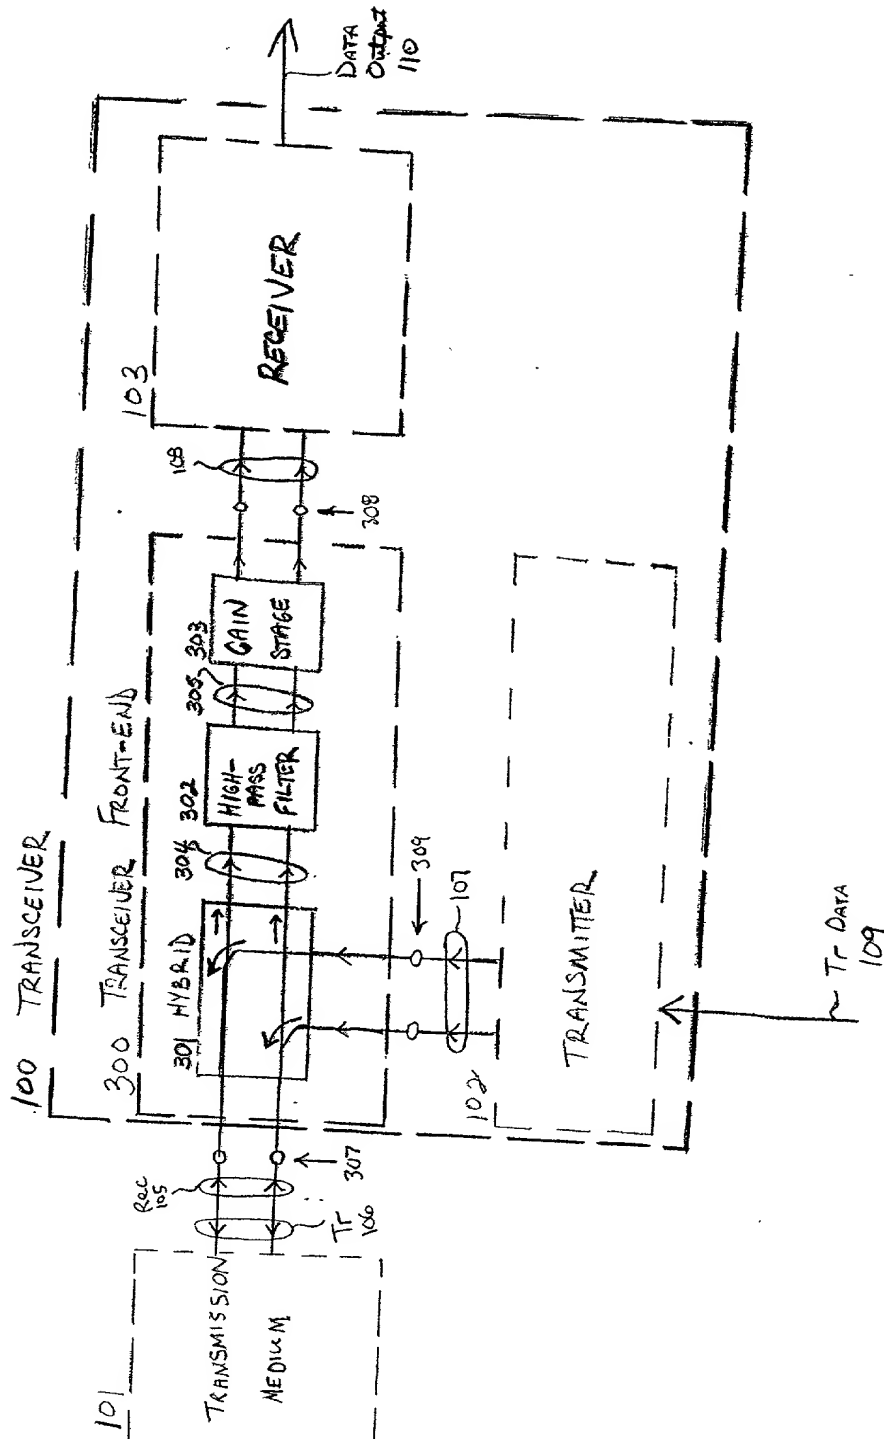 100 TRANSCEIVER
300 TRANSCEIVER FRONT-END
101
TRANSMISSION
MEDIUM
Rec
105
Tr
106
307
301 HYBRID
304
302
HIGH-
PASS
FILTER
305
303
GAIN
STAGE
108
308
103
RECEIVER
DATA
Output
110
309
107
102
TRANSMITTER
Tr DATA
109